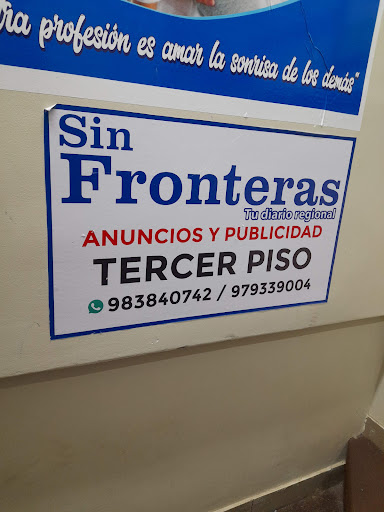 profesión es amar la sonrisa de los demás"
Sin
Fronteras
Tu diario regional
ANUNCIOS Y PUBLICIDAD
TERCER PISO
983840742 / 979339004